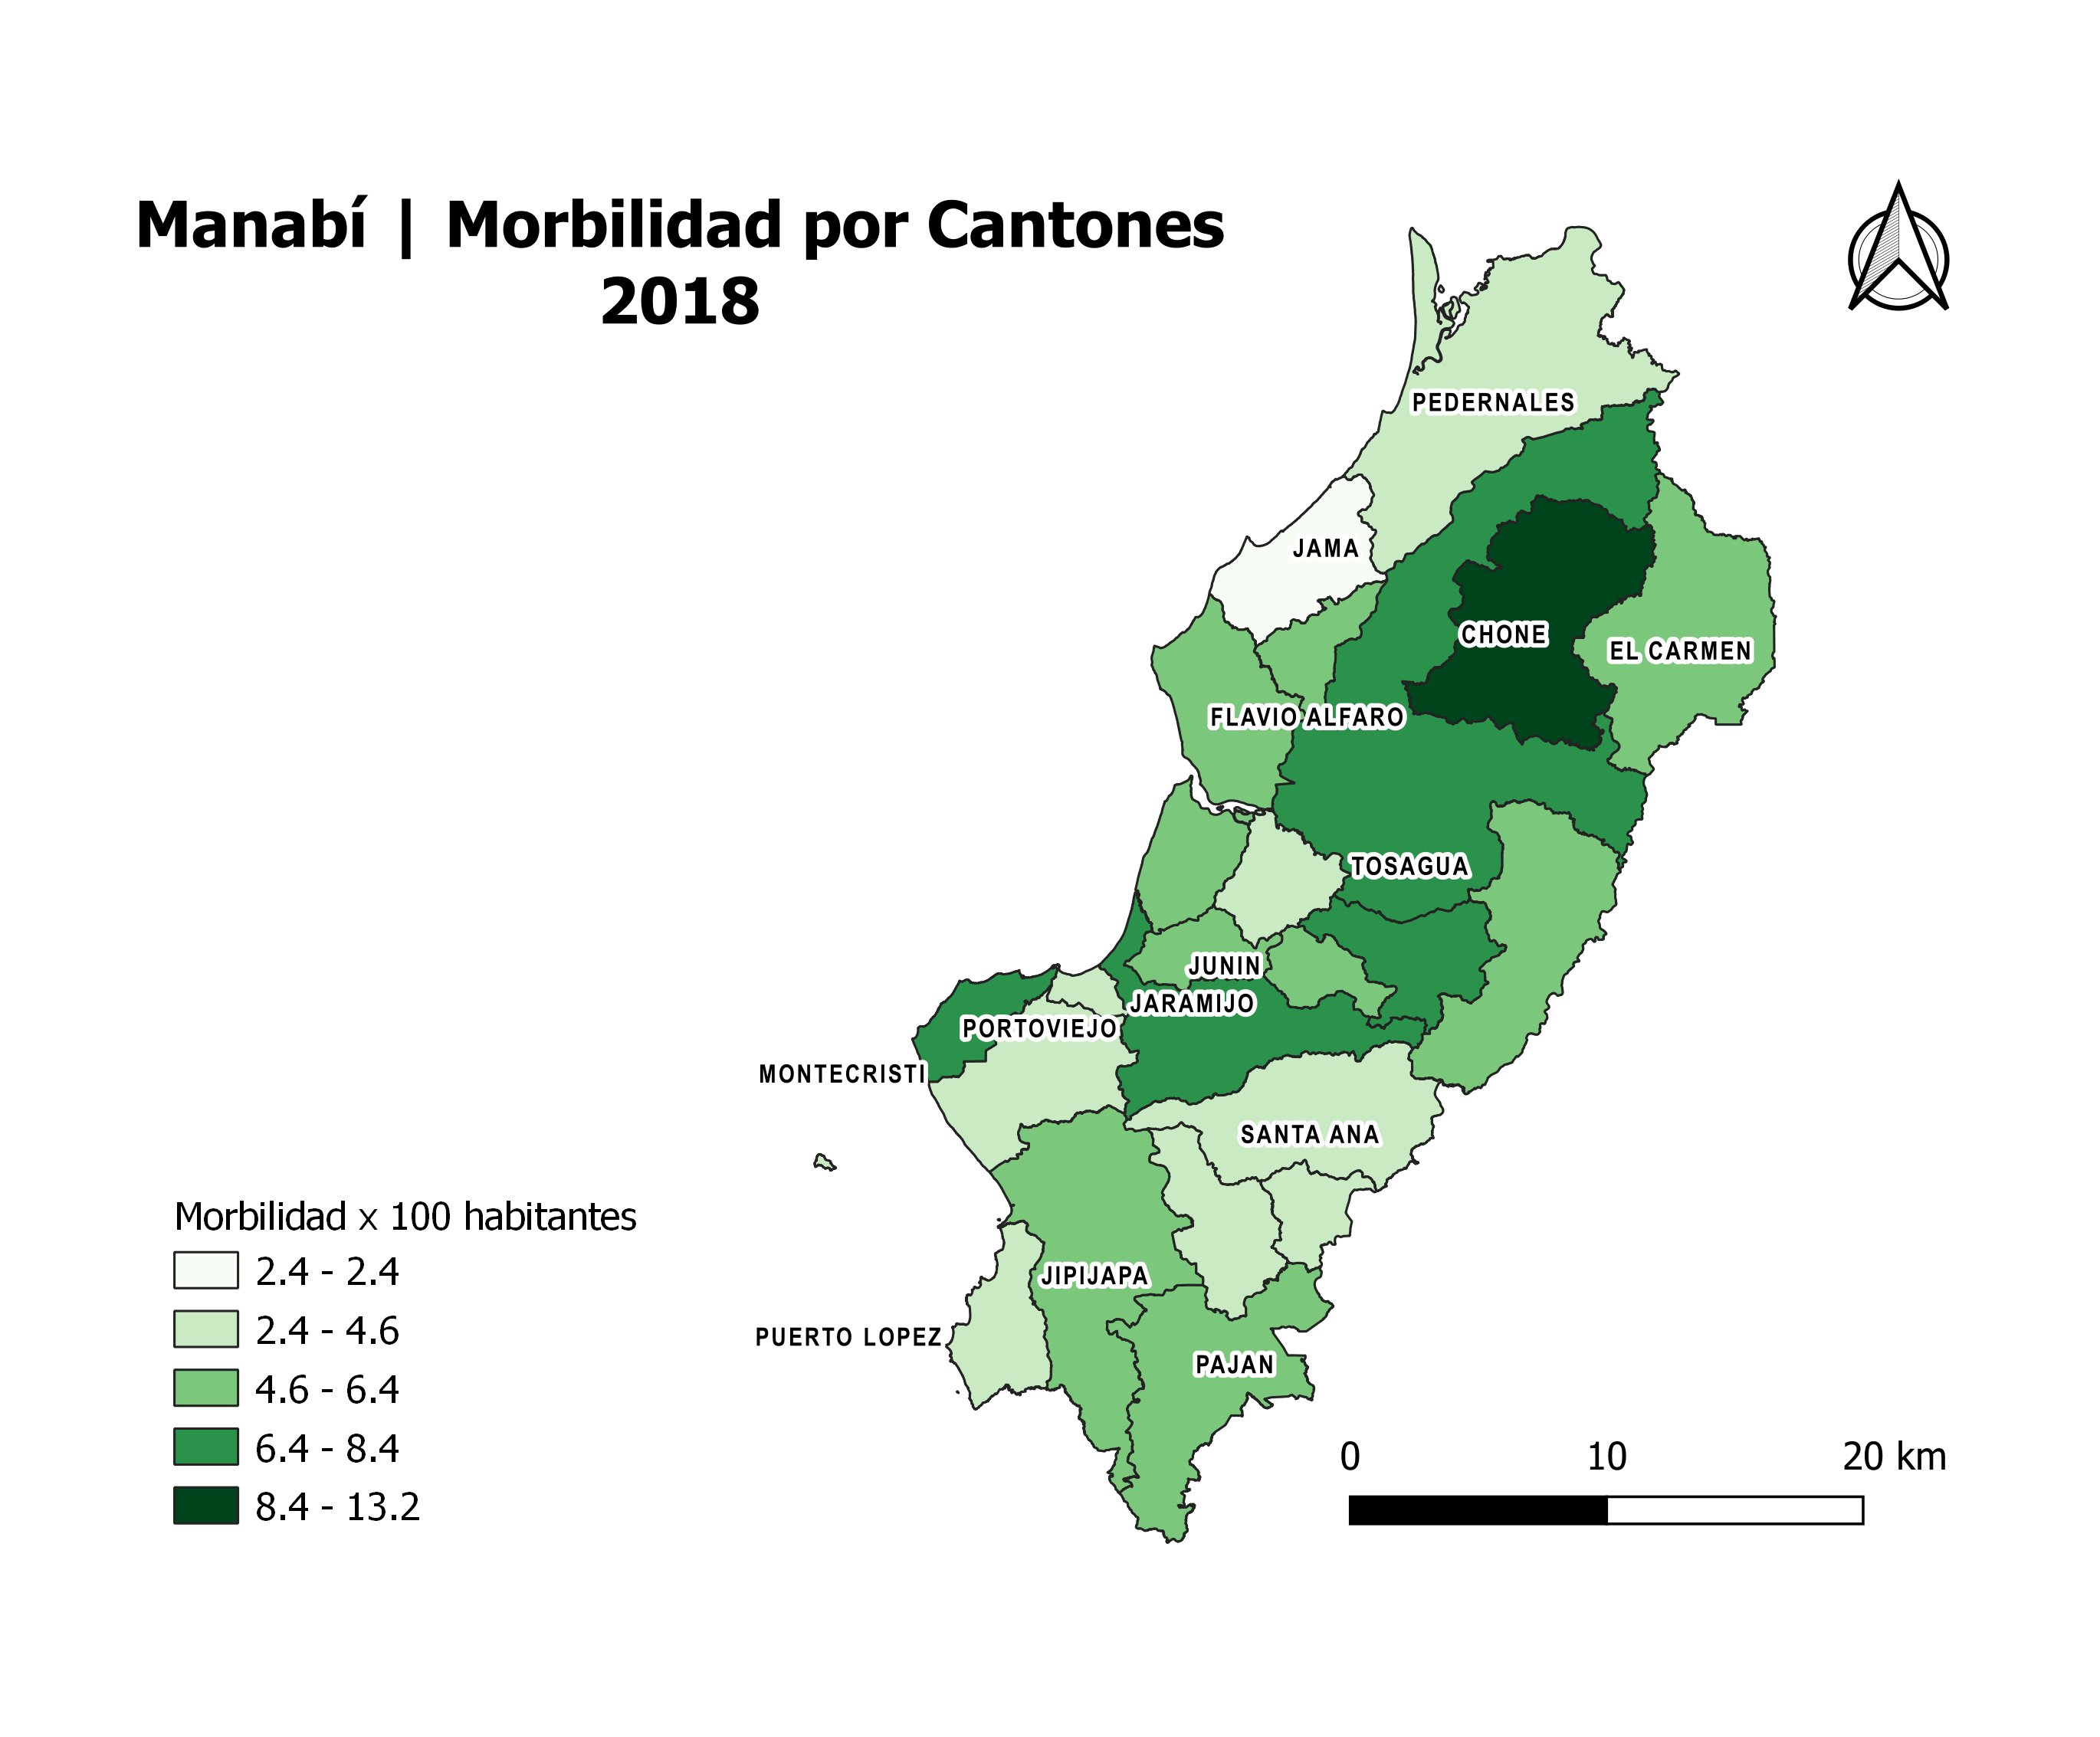 Manabí | Morbilidad por Cantones
2018
PEDERNALES
JAMA
CHONE
EL CARMEN
FLAVIO ALFARO
TOSAGUA
JUNIN
JARAMIJO
PORTOVIEJO
MONTECRISTI
SANTA ANA
JIPIJAPA
PUERTO LOPEZ
PAJAN
Morbilidad x 100 habitantes
2.4 - 2.4
2.4 - 4.6
4.6 - 6.4
6.4 - 8.4
8.4 - 13.2
0 10 20 km